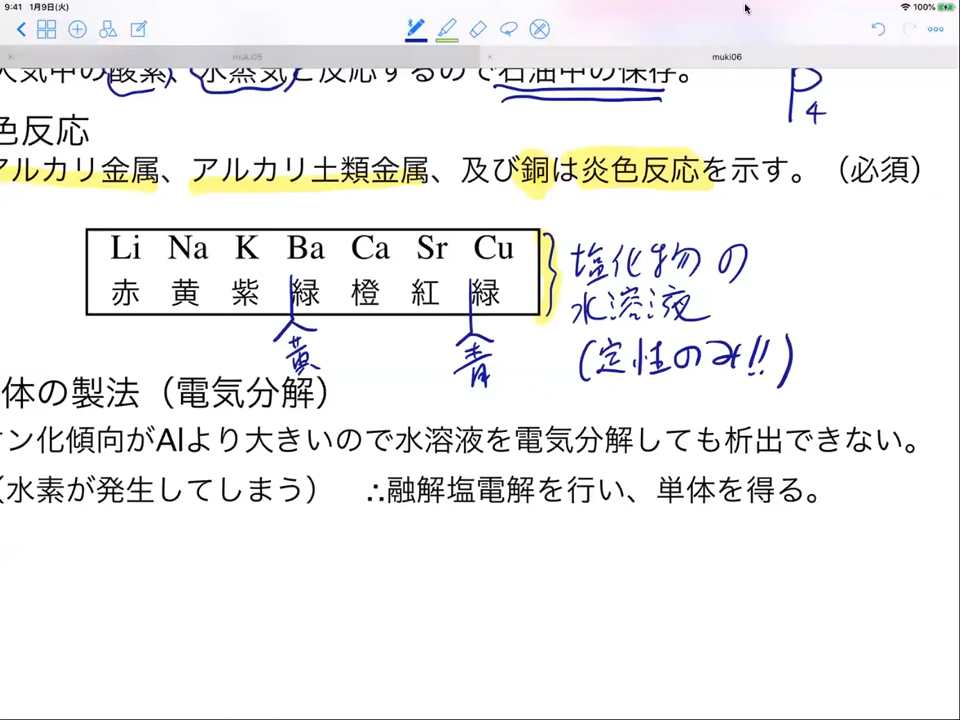 9:41 1月9日(火) 100%
muki05 muki06
気中の酸素、水蒸気と反応するので石油中の保存。
P4
色反応
アルカリ金属、アルカリ土類金属、及び銅は炎色反応を示す。（必須）
Li Na K Ba Ca Sr Cu
赤 黄 紫 緑 橙 紅 緑
黄 青
塩化物の
水溶液
(定性のみ!!)
体の製法（電気分解）
オン化傾向がAlより大きいので水溶液を電気分解しても析出できない。
（水素が発生してしまう） ∴融解塩電解を行い、単体を得る。